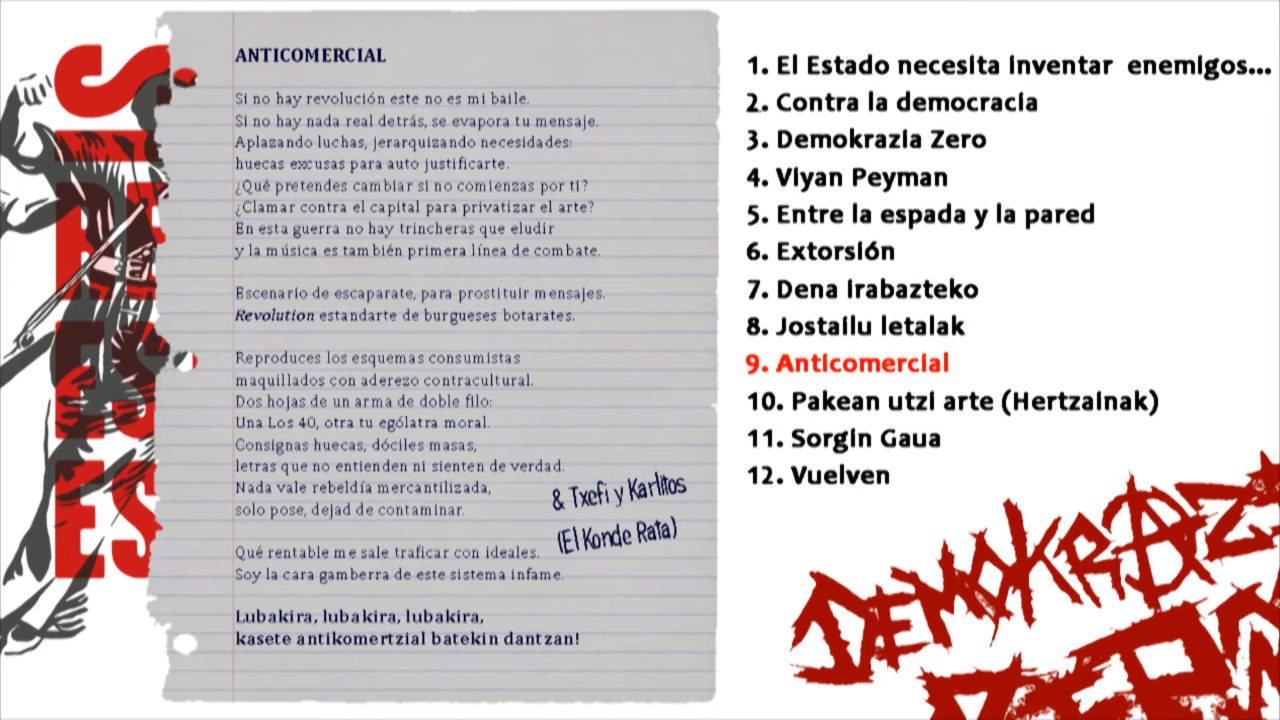 SIERES ES
ANTICOMERCIAL
Si no hay revolución este no es mi baile.
Si no hay nada real detrás, se evapora tu mensaje.
Aplazando luchas, jerarquizando necesidades:
huecas excusas para auto justificarte.
¿Qué pretendes cambiar si no comienzas por ti?
¿Clamar contra el capital para privatizar el arte?
En esta guerra no hay trincheras que eludir
y la música es también primera línea de combate.
Escenario de escaparate, para prostituir mensajes.
Revolution estandarte de burgueses botarates.
Reproduces los esquemas consumistas
maquillados con aderezo contracultural.
Dos hojas de un arma de doble filo:
Una Los 40, otra tu ególatra moral.
Consignas huecas, dóciles masas,
letras que no entienden ni sienten de verdad.
Nada vale rebeldía mercantilizada,
solo pose, dejad de contaminar.
& Txefi y Karlitos
(El Konde Rata)
Qué rentable me sale traficar con ideales.
Soy la cara gamberra de este sistema infame.
Lubakira, lubakira, lubakira,
kasete antikomertzial batekin dantzan!
1. El Estado necesita inventar enemigos...
2. Contra la democracia
3. Demokrazia Zero
4. Viyan Peyman
5. Entre la espada y la pared
6. Extorsión
7. Dena irabazteko
8. Jostailu letalak
9. Anticomercial
10. Pakean utzi arte (Hertzainak)
11. Sorgin Gaua
12. Vuelven
DEMOKRAZ